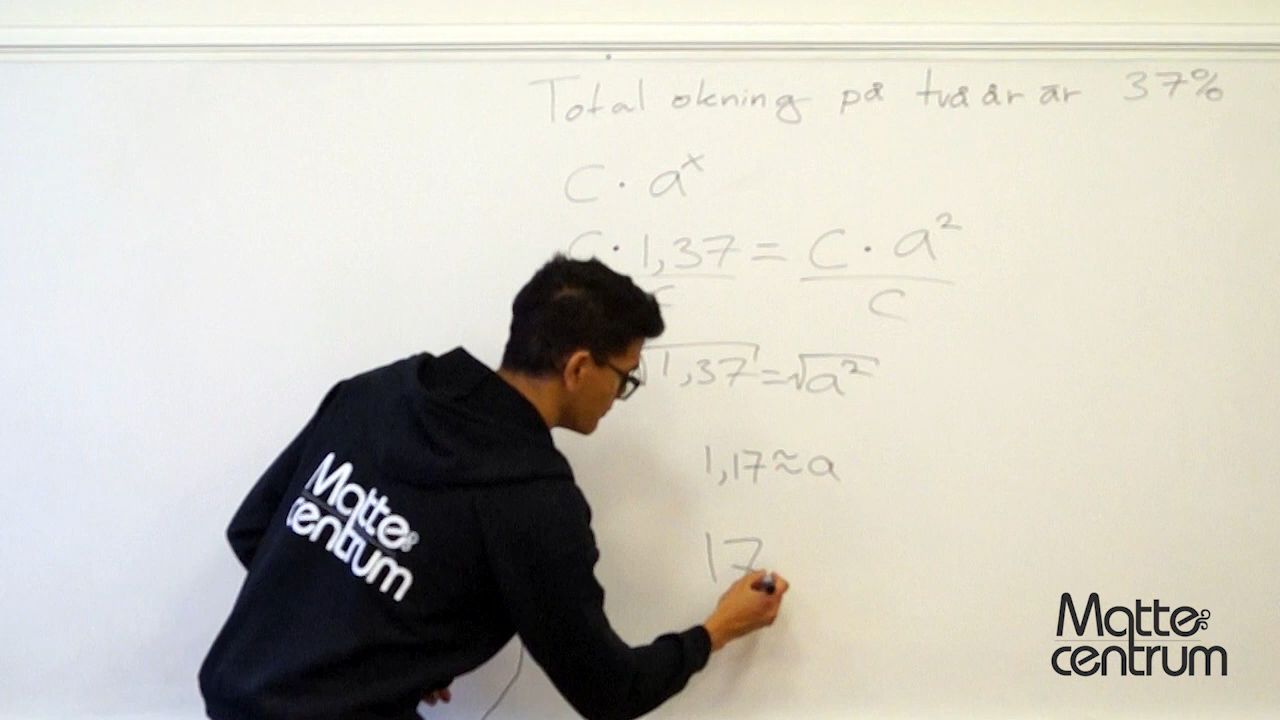 Total okning på två år är 37%
C · a^x
C · 1,37 = C · a²
C C
√1,37 = √a²
1,17 ≈ a
17
Matte
centrum
Matte
centrum